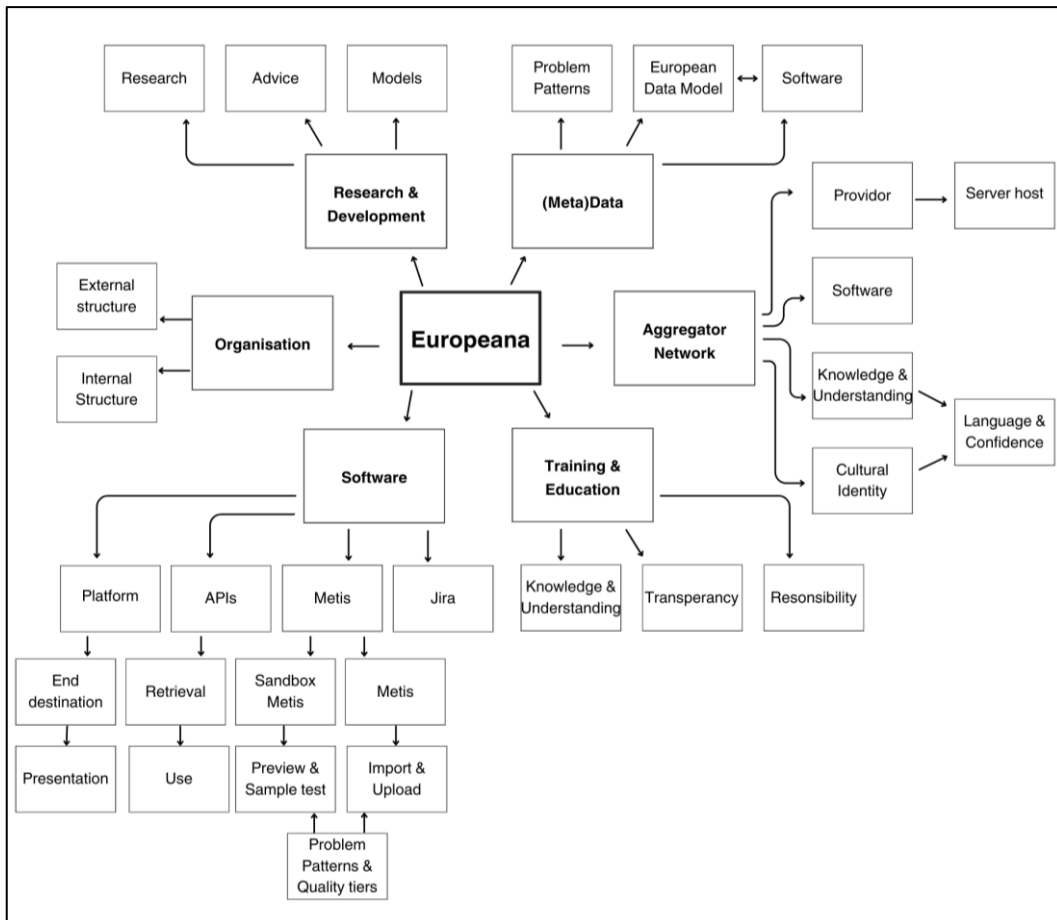 Research
Advice
Models
Problem
Patterns
European
Data Model
Software
Research &
Development
(Meta)Data
Providor
Server host
External
structure
Organisation
Europeana
Aggregator
Network
Software
Internal
Structure
Knowledge &
Understanding
Language &
Confidence
Software
Training &
Education
Cultural
Identity
Platform
APIs
Metis
Jira
Knowledge &
Understanding
Transperancy
Resonsibility
End
destination
Retrieval
Sandbox
Metis
Metis
Presentation
Use
Preview &
Sample test
Import &
Upload
Problem
Patterns &
Quality tiers